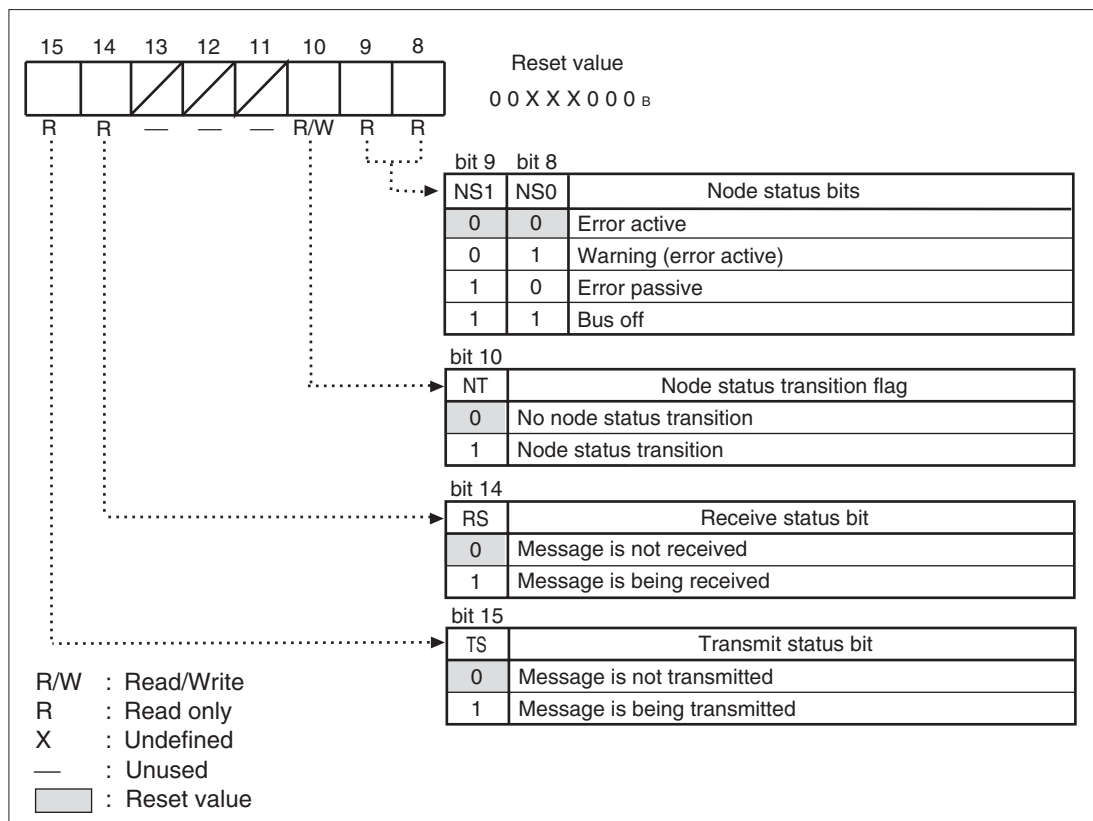 15 14 13 12 11 10 9 8
Reset value
0 0 X X X 0 0 0 B
R R — — — R/W R R
bit 9 bit 8
NS1 NS0 Node status bits
0 0 Error active
0 1 Warning (error active)
1 0 Error passive
1 1 Bus off
bit 10
NT Node status transition flag
0 No node status transition
1 Node status transition
bit 14
RS Receive status bit
0 Message is not received
1 Message is being received
bit 15
TS Transmit status bit
0 Message is not transmitted
1 Message is being transmitted
R/W : Read/Write
R : Read only
X : Undefined
— : Unused
: Reset value